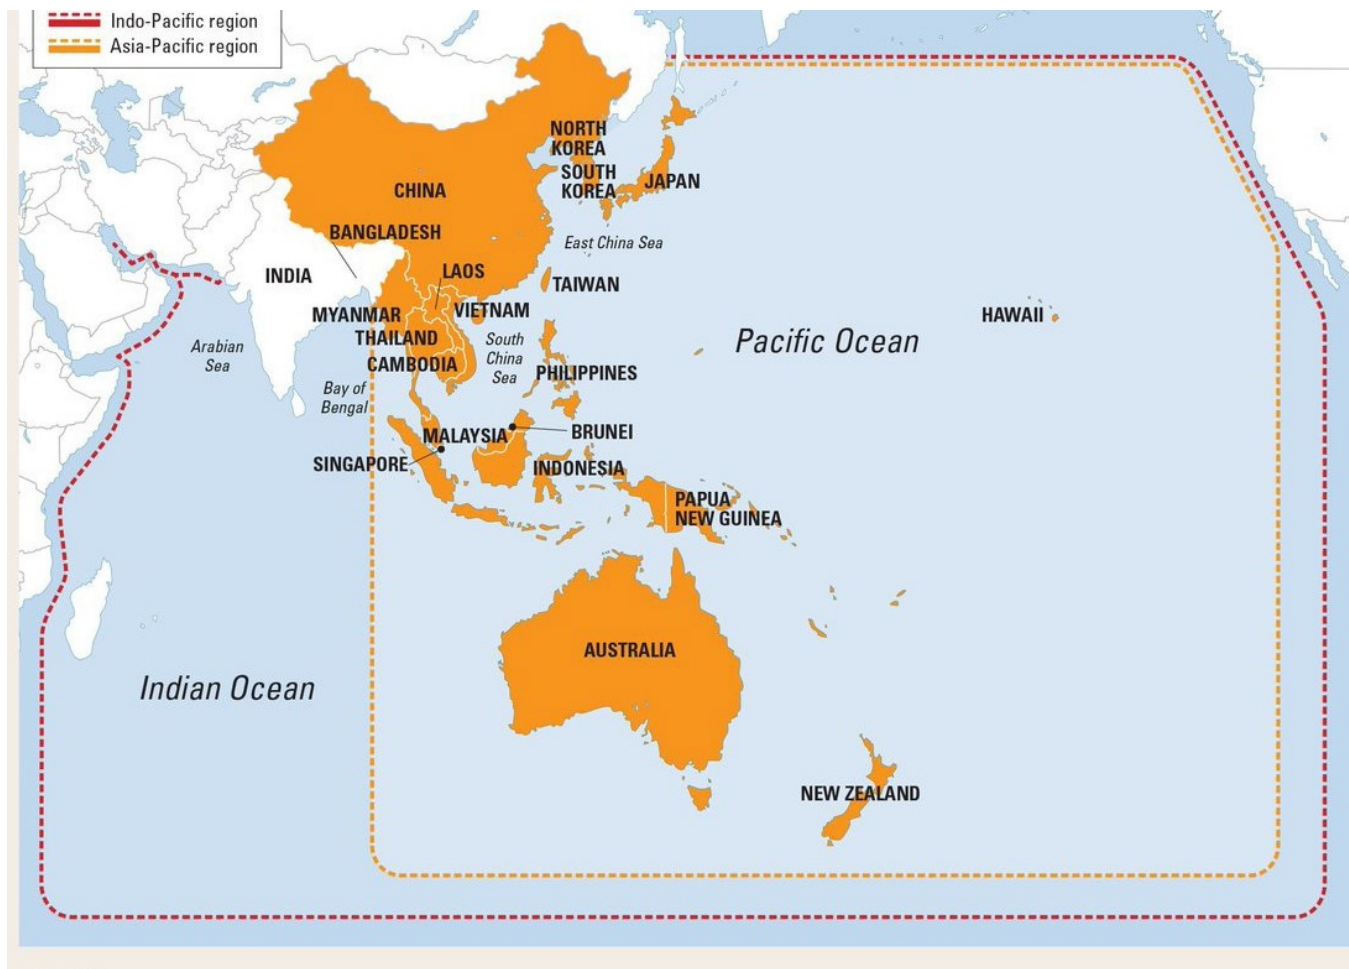 Indo-Pacific region
Asia-Pacific region
NORTH
KOREA
SOUTH
KOREA
JAPAN
CHINA
BANGLADESH
East China Sea
LAOS
INDIA
TAIWAN
MYANMAR
VIETNAM
HAWAII
THAILAND
Arabian
Sea
South
China
Sea
Pacific Ocean
CAMBODIA
PHILIPPINES
Bay of
Bengal
MALAYSIA
BRUNEI
SINGAPORE
INDONESIA
PAPUA
NEW GUINEA
AUSTRALIA
Indian Ocean
NEW ZEALAND